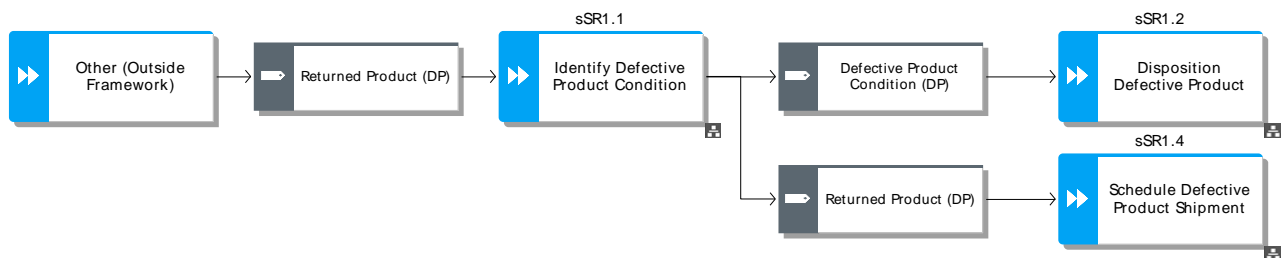 sSR1.1
sSR1.2
Other (Outside
Framework)
Returned Product (DP)
Identify Defective
Product Condition
Defective Product
Condition (DP)
Disposition
Defective Product
sSR1.4
Returned Product (DP)
Schedule Defective
Product Shipment